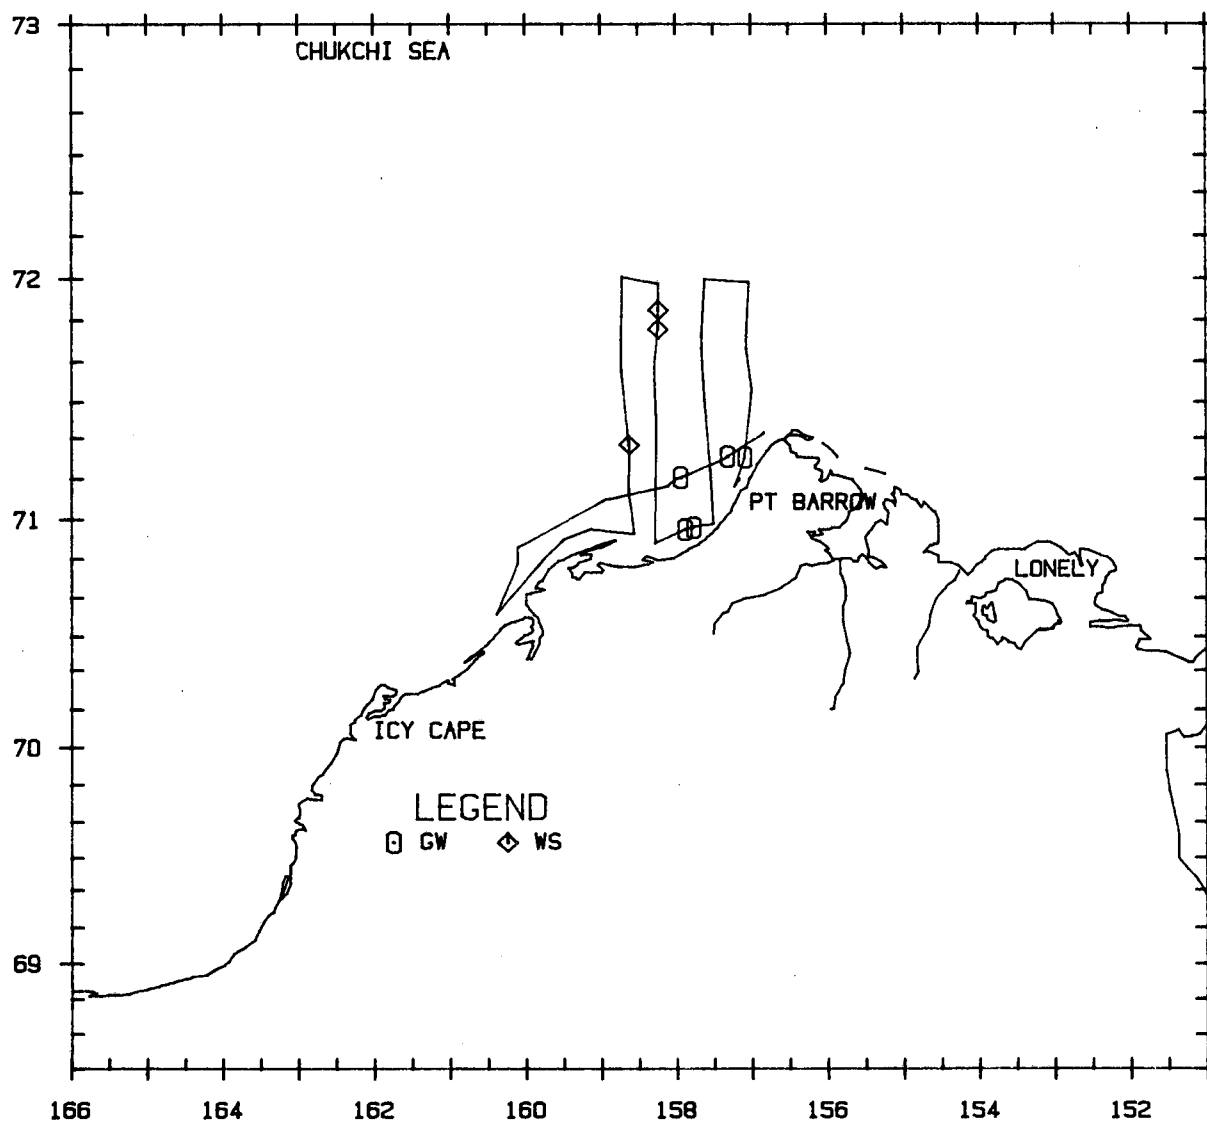 73
CHUKCHI SEA
72
71
PT BARROW
LONELY
ICY CAPE
70
LEGEND
GW WS
69
166 164 162 160 158 156 154 152